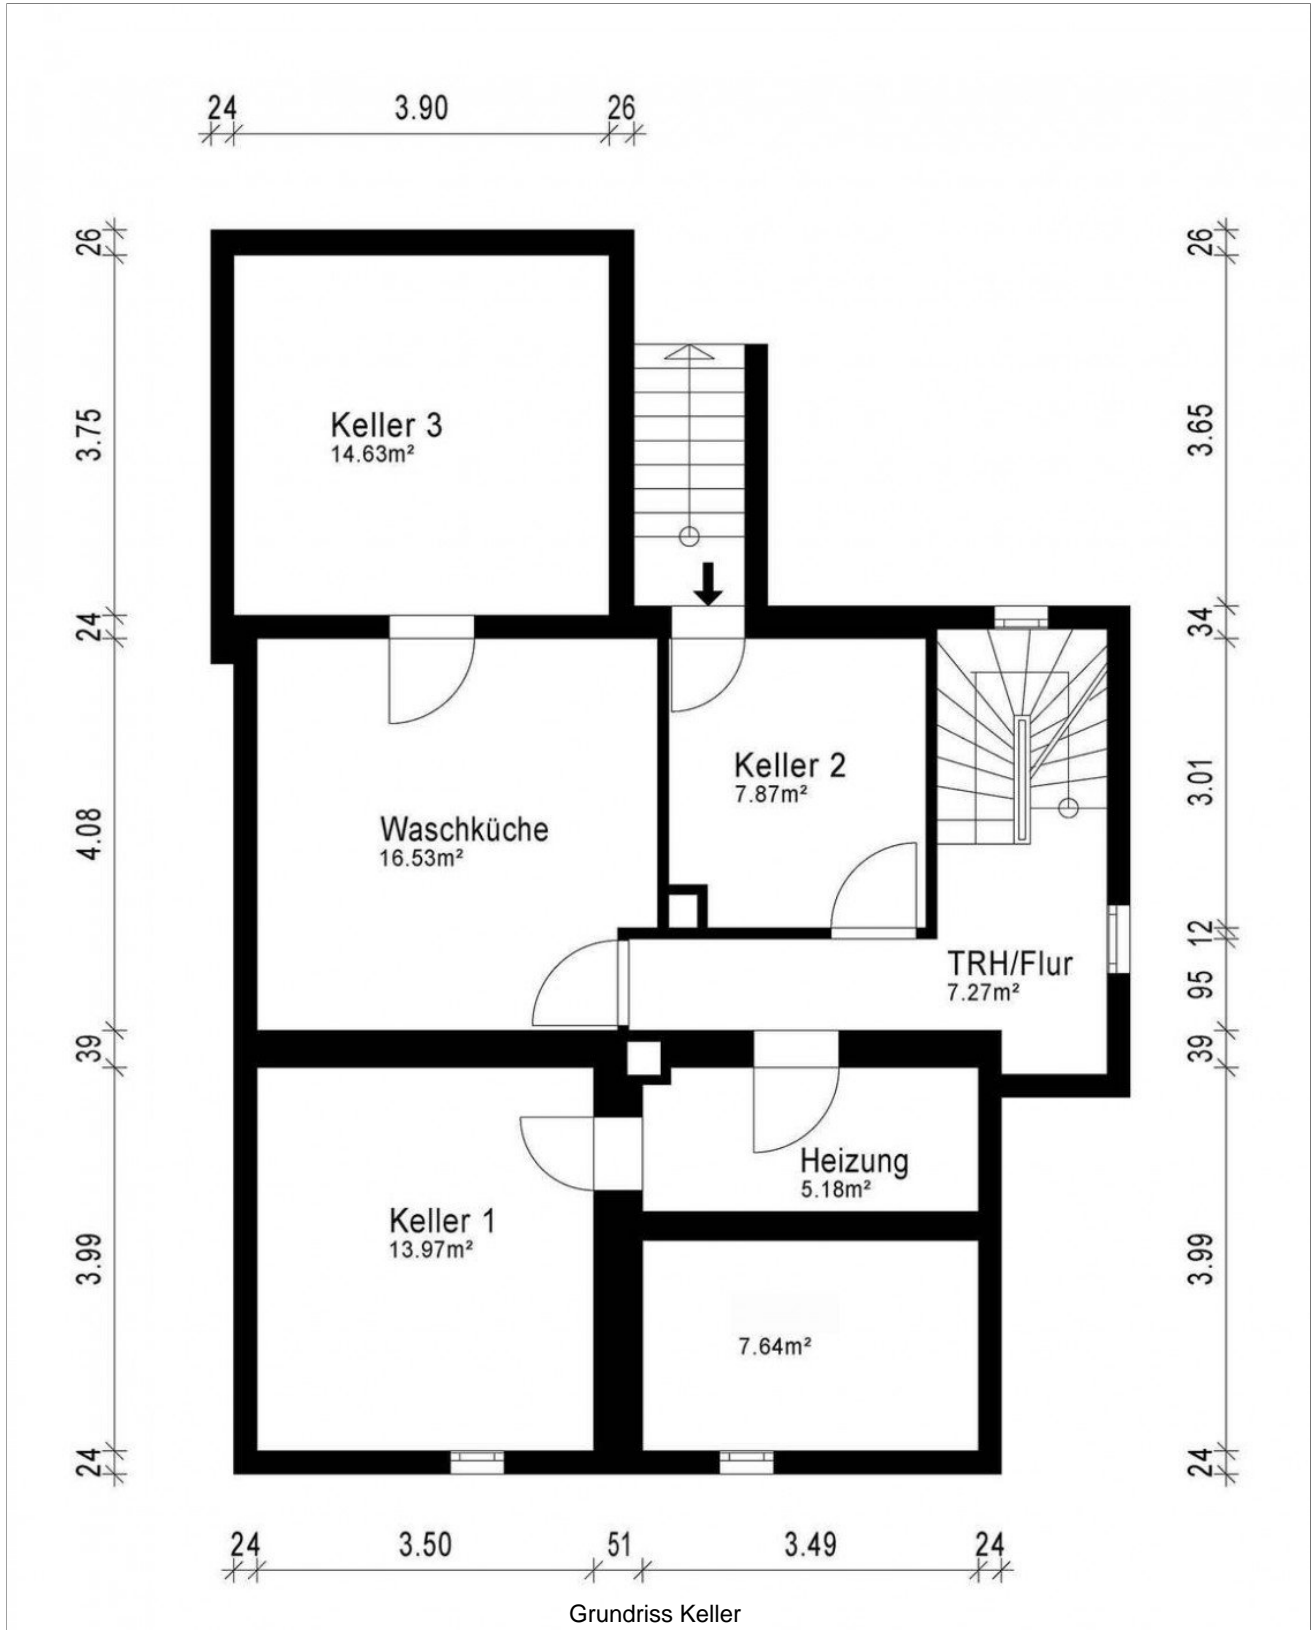 24 3.90 26
26
26
3.75
3.65
Keller 3
14.63m²
24
34
4.08
3.01
Keller 2
7.87m²
Waschküche
16.53m²
12
TRH/Flur
7.27m²
95
39
39
Heizung
5.18m²
Keller 1
13.97m²
3.99
3.99
7.64m²
24
24
24 3.50 51 3.49 24
Grundriss Keller